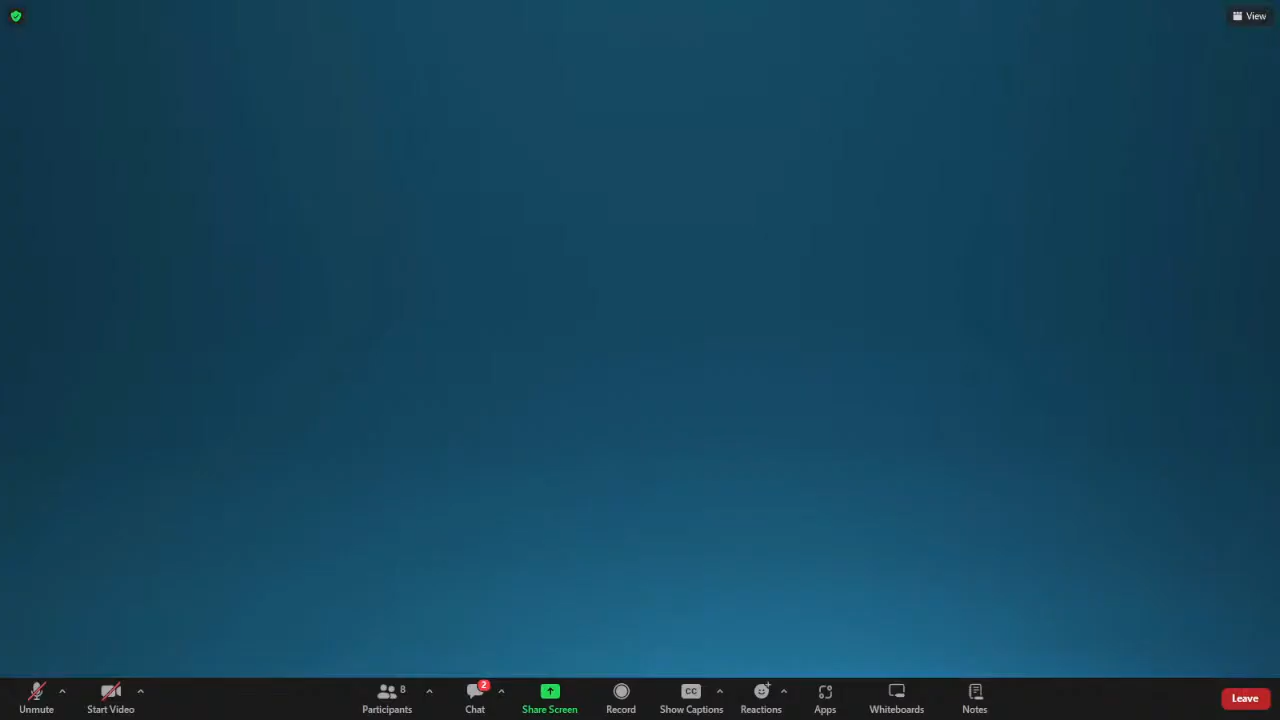 View
8
2
CC
Unmute
Start Video
Participants
Chat
Share Screen
Record
Show Captions
Reactions
Apps
Whiteboards
Notes
Leave